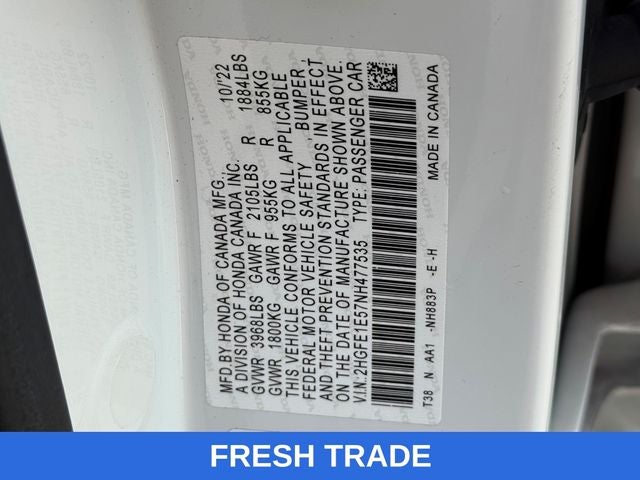 MFD.BY HONDA OF CANADA MFG., 10/'22
A DIVISION OF HONDA CANADA INC.
GVWR 3968LBS GAWR F 2105LBS R 1884LBS
GVWR 1800KG GAWR F 955KG R 855KG
THIS VEHICLE CONFORMS TO ALL APPLICABLE
FEDERAL MOTOR VEHICLE SAFETY , BUMPER,
AND THEFT PREVENTION STANDARDS IN EFFECT
ON THE DATE OF MANUFACTURE SHOWN ABOVE.
V.I.N.:2HGFE1E57NH477535 TYPE: PASSENGER CAR
T38 N AA1 -NH883P -E -H MADE IN CANADA
FRESH TRADE